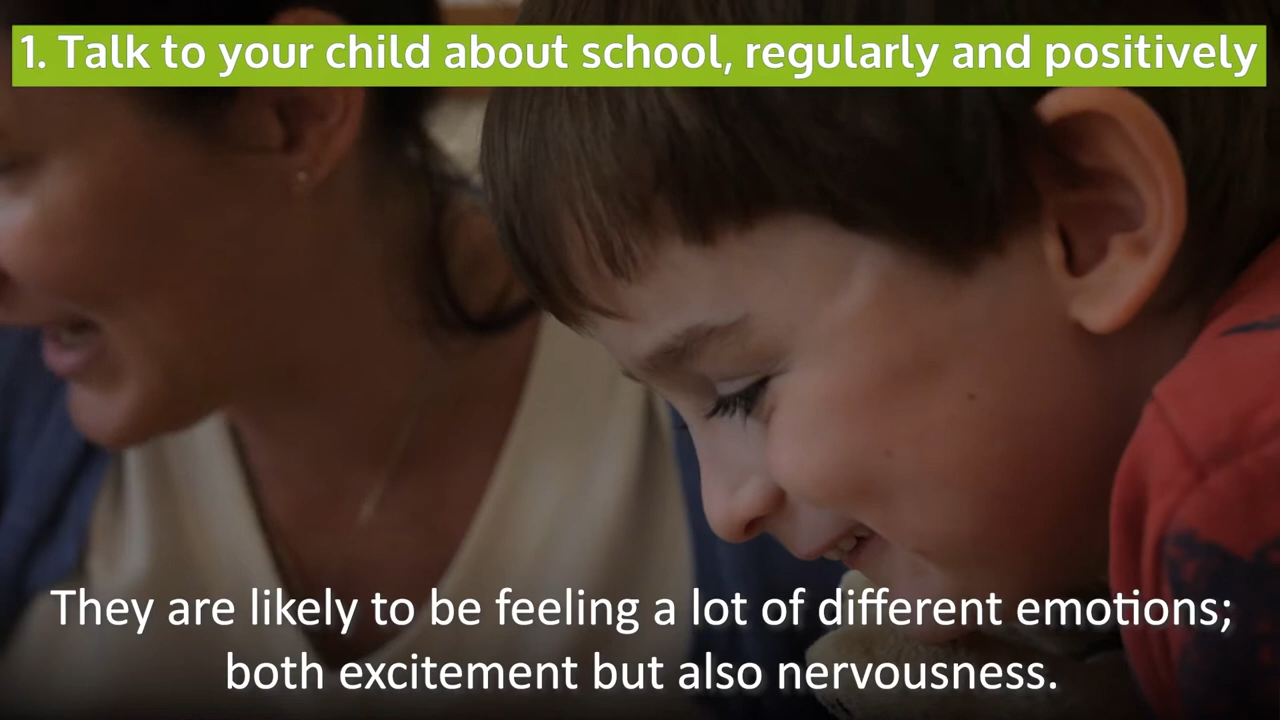 1. Talk to your child about school, regularly and positively
They are likely to be feeling a lot of different emotions;
both excitement but also nervousness.